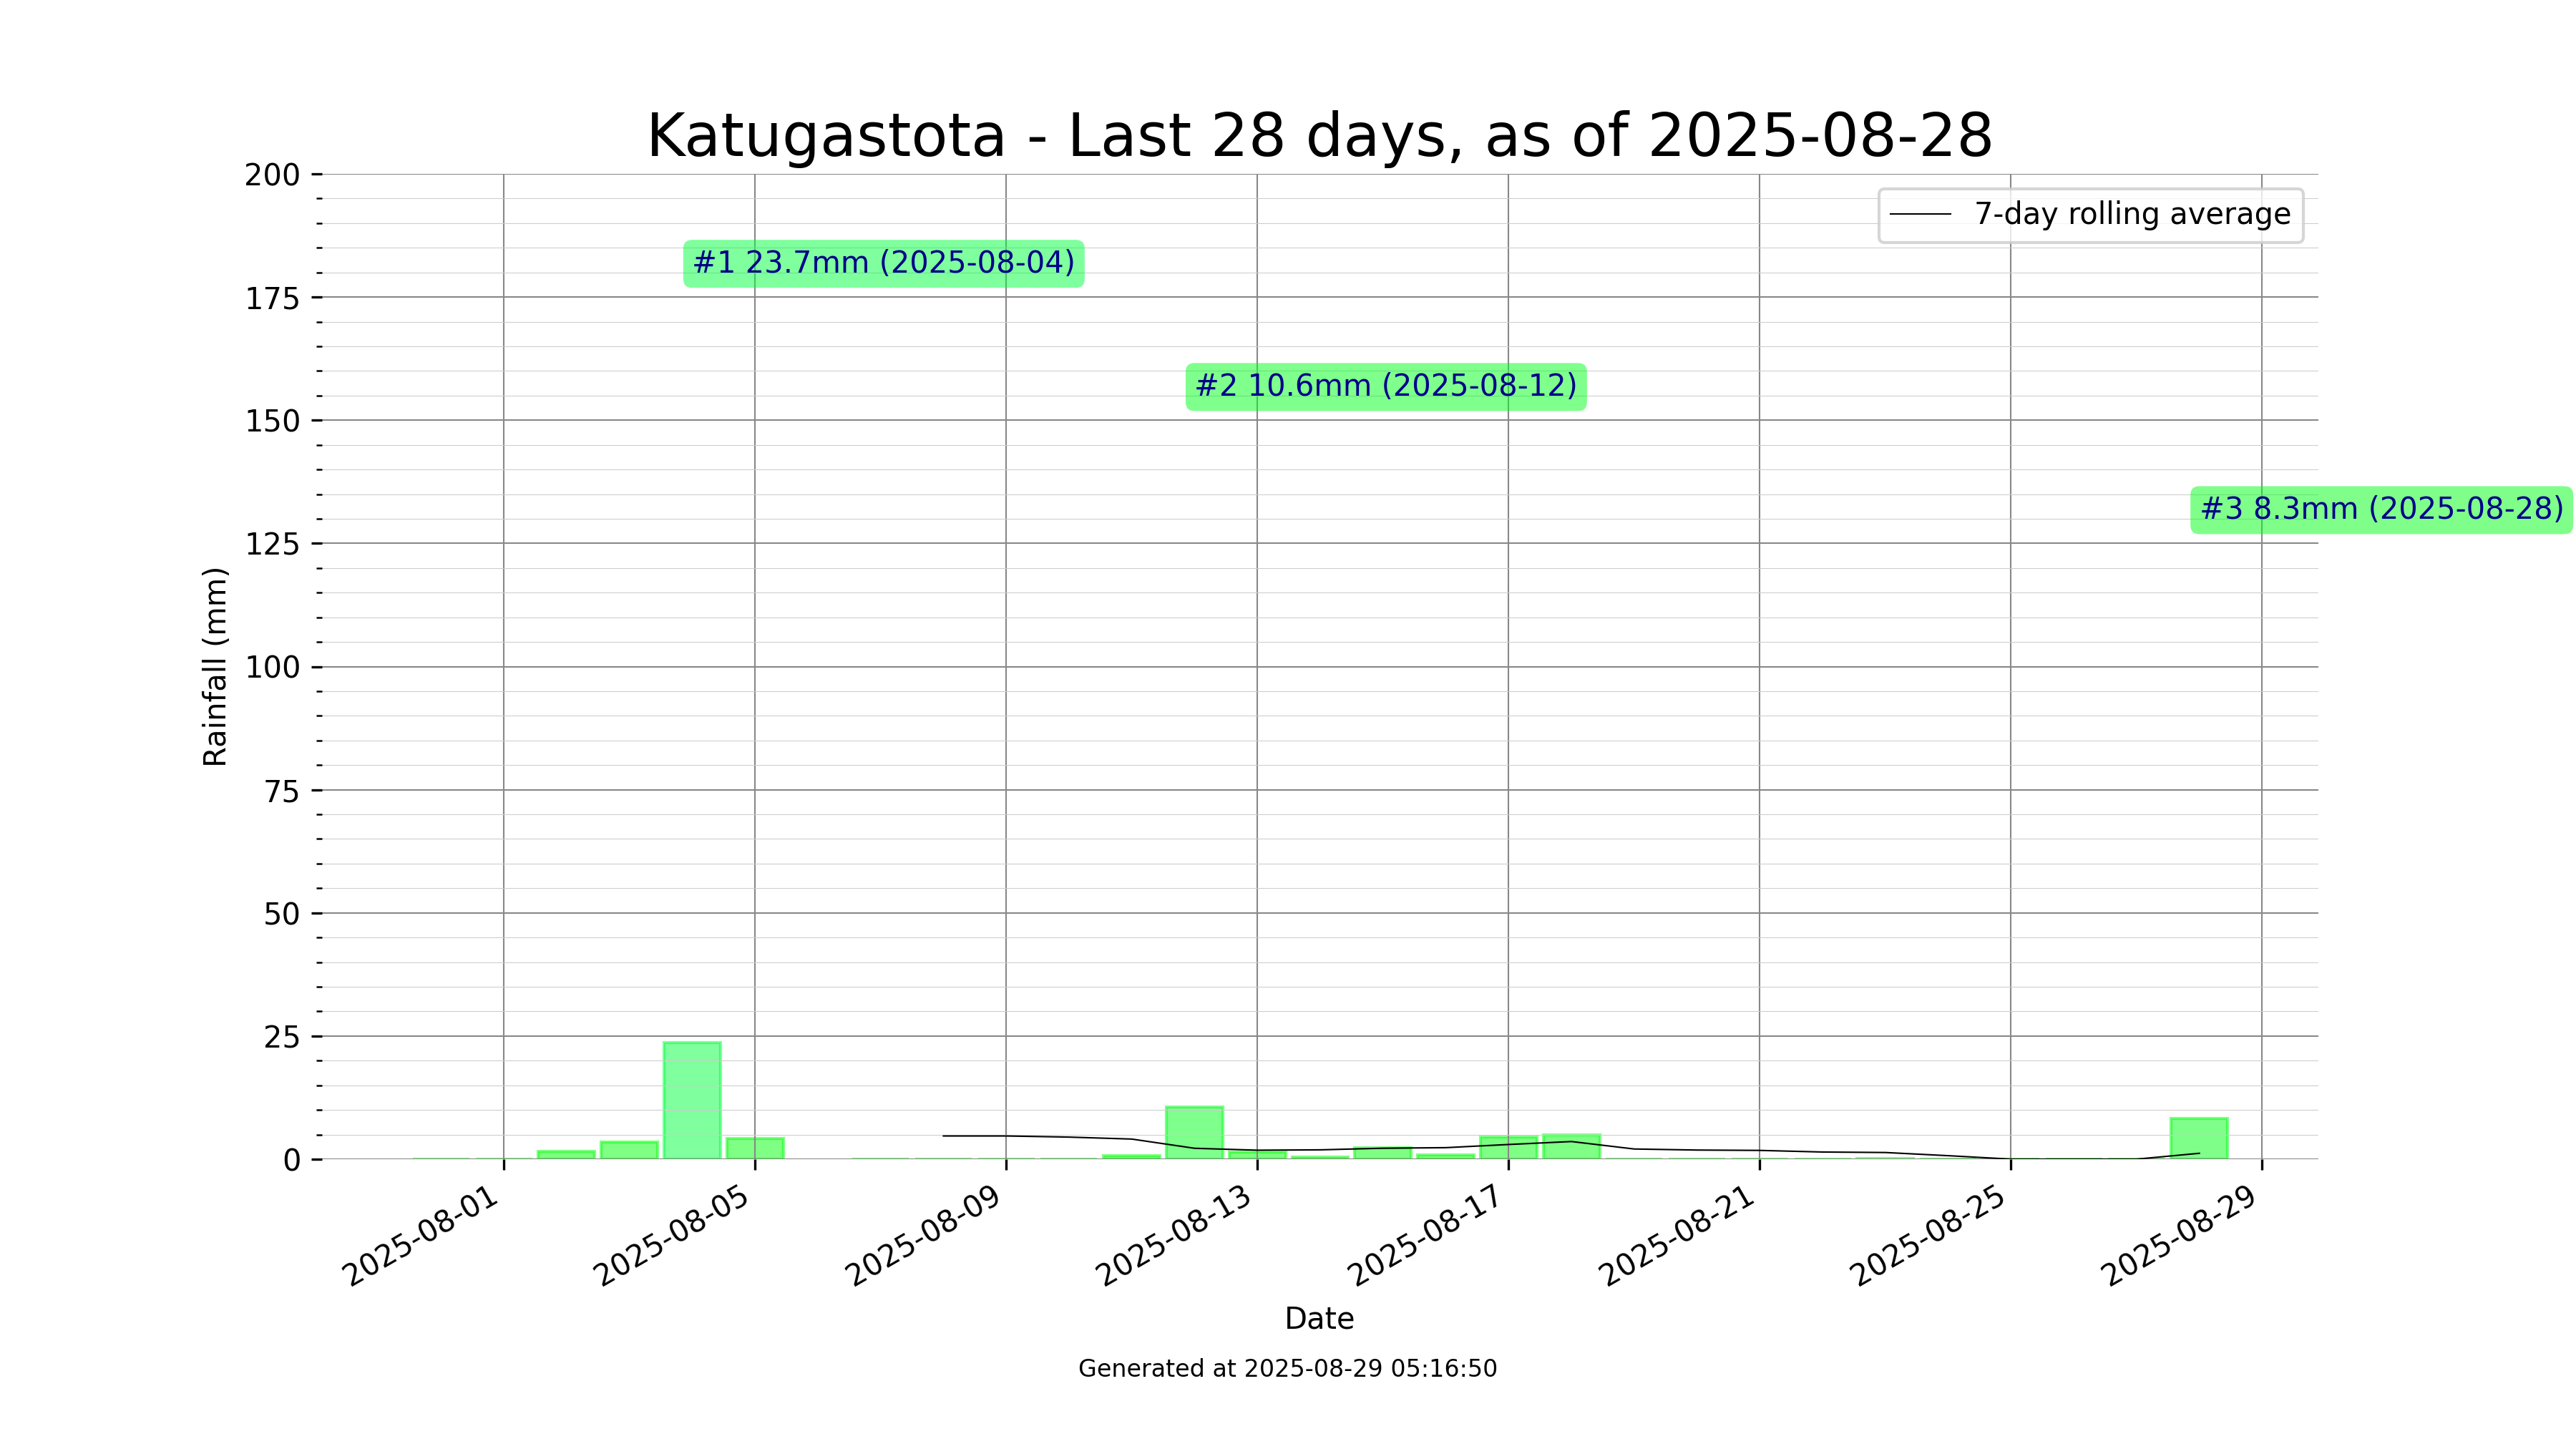 Katugastota - Last 28 days, as of 2025-08-28
7-day rolling average
#1 23.7mm (2025-08-04)
#2 10.6mm (2025-08-12)
#3 8.3mm (2025-08-28)
Rainfall (mm)
200
175
150
125
100
75
50
25
0
2025-08-01
2025-08-05
2025-08-09
2025-08-13
2025-08-17
2025-08-21
2025-08-25
2025-08-29
Date
Generated at 2025-08-29 05:16:50